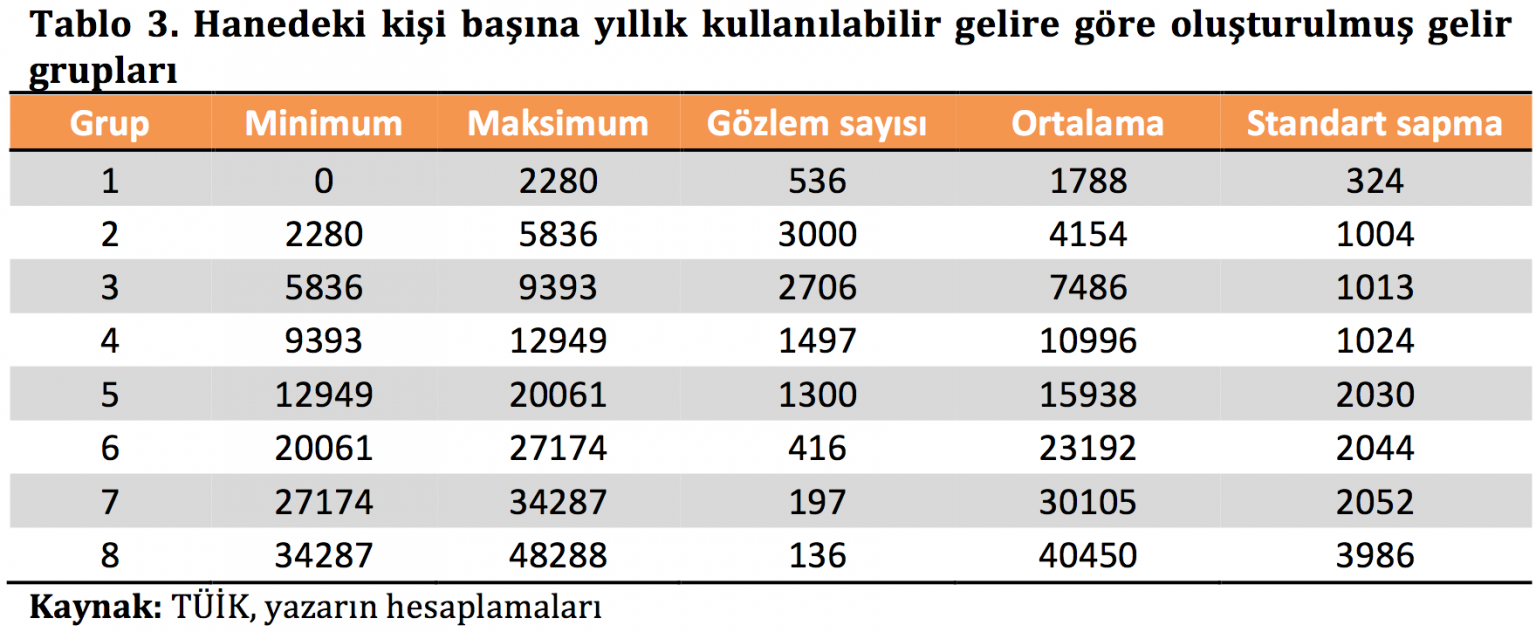 Tablo 3. Hanedeki kişi başına yıllık kullanılabilir gelire göre oluşturulmuş gelir
grupları
Grup Minimum Maksimum Gözlem sayısı Ortalama Standart sapma
1 0 2280 536 1788 324
2 2280 5836 3000 4154 1004
3 5836 9393 2706 7486 1013
4 9393 12949 1497 10996 1024
5 12949 20061 1300 15938 2030
6 20061 27174 416 23192 2044
7 27174 34287 197 30105 2052
8 34287 48288 136 40450 3986
Kaynak: TÜİK, yazarın hesaplamaları